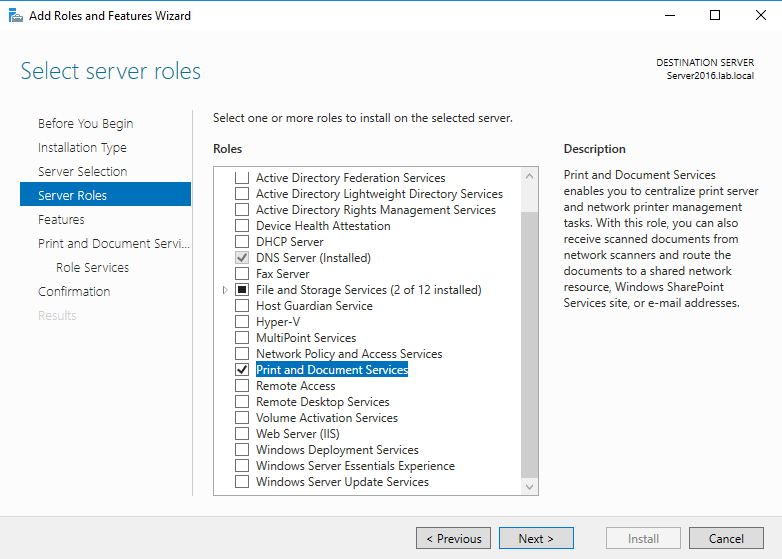 Add Roles and Features Wizard
Select server roles
DESTINATION SERVER
Server2016.lab.local
Before You Begin
Installation Type
Server Selection
Server Roles
Features
Print and Document Servi...
Role Services
Confirmation
Results
Select one or more roles to install on the selected server.
Roles
Active Directory Federation Services
Active Directory Lightweight Directory Services
Active Directory Rights Management Services
Device Health Attestation
DHCP Server
DNS Server (Installed)
Fax Server
File and Storage Services (2 of 12 installed)
Host Guardian Service
Hyper-V
MultiPoint Services
Network Policy and Access Services
Print and Document Services
Remote Access
Remote Desktop Services
Volume Activation Services
Web Server (IIS)
Windows Deployment Services
Windows Server Essentials Experience
Windows Server Update Services
Description
Print and Document Services
enables you to centralize print server
and network printer management
tasks. With this role, you can also
receive scanned documents from
network scanners and route the
documents to a shared network
resource, Windows SharePoint
Services site, or e-mail addresses.
< Previous
Next >
Install
Cancel